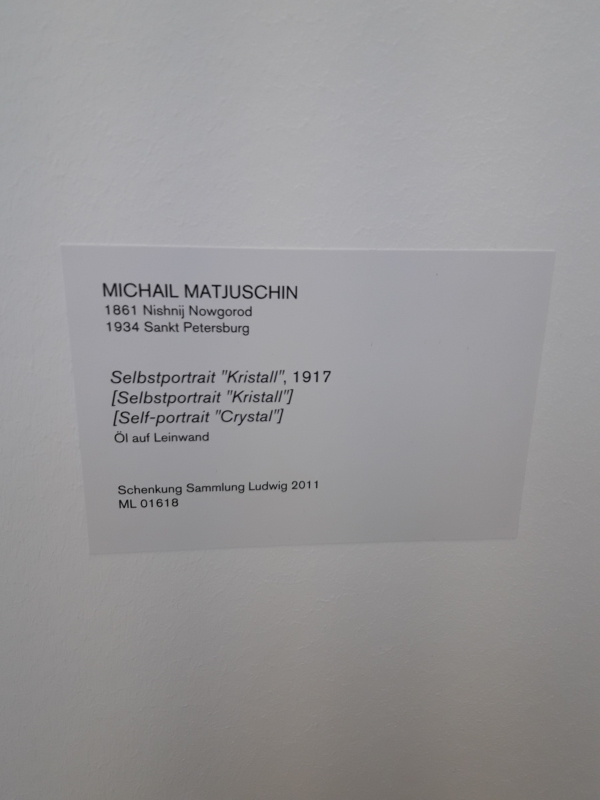 MICHAIL MATJUSCHIN
1861 Nishnij Nowgorod
1934 Sankt Petersburg
Selbstportrait "Kristall", 1917
[Selbstportrait "Kristall"]
[Self-portrait "Crystal"]
Öl auf Leinwand
Schenkung Sammlung Ludwig 2011
ML 01618